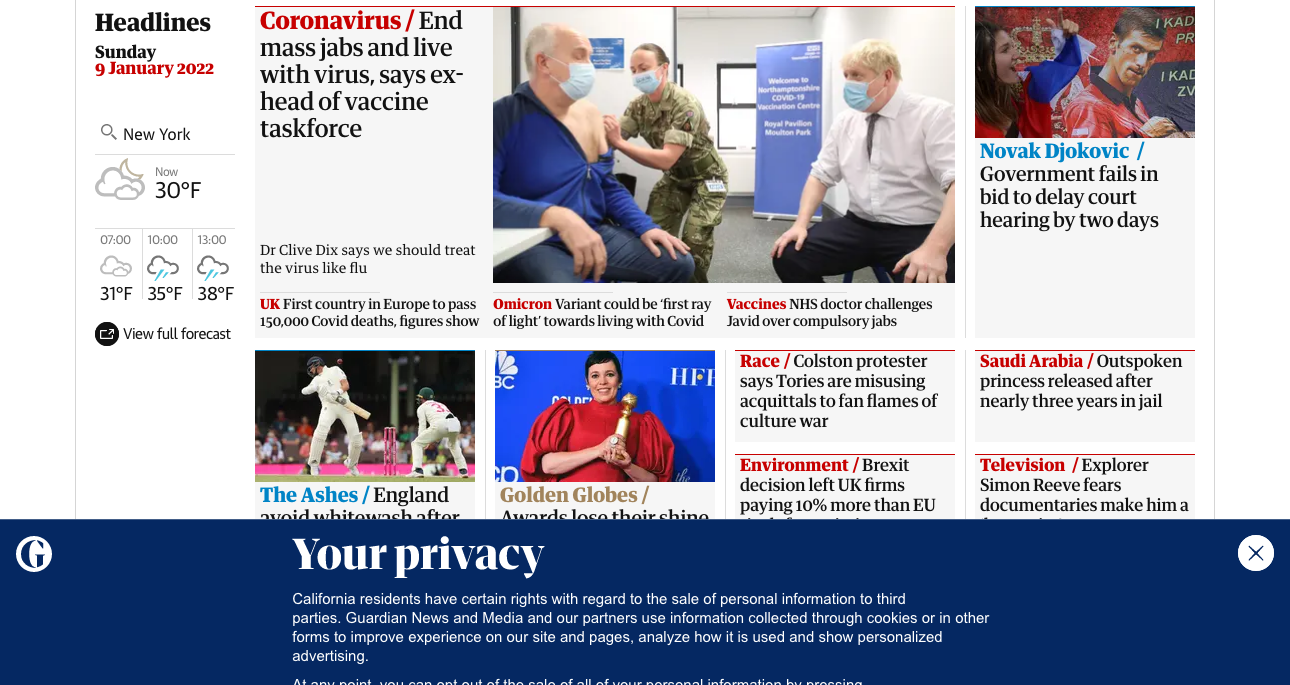 Headlines
Sunday
9 January 2022
New York
Now
30°F
07:00
31°F
10:00
35°F
13:00
38°F
View full forecast
Coronavirus / End
mass jabs and live
with virus, says ex-
head of vaccine
taskforce
Dr Clive Dix says we should treat
the virus like flu
Welcome to
Northamptonshire
COVID-19
Vaccination Centre
Royal Pavilion
Moulton Park
UK First country in Europe to pass
150,000 Covid deaths, figures show
Omicron Variant could be ‘first ray
of light’ towards living with Covid
Vaccines NHS doctor challenges
Javid over compulsory jabs
I KAD
PR
I KAD
ZV
Novak Djokovic /
Government fails in
bid to delay court
hearing by two days
The Ashes / England
avoid whitewash after
BC
HFP
the
Golden Globes /
Awards lose their shine
Race / Colston protester
says Tories are misusing
acquittals to fan flames of
culture war
Saudi Arabia / Outspoken
princess released after
nearly three years in jail
Environment / Brexit
decision left UK firms
paying 10% more than EU
Television / Explorer
Simon Reeve fears
documentaries make him a
G
Your privacy
California residents have certain rights with regard to the sale of personal information to third
parties. Guardian News and Media and our partners use information collected through cookies or in other
forms to improve experience on our site and pages, analyze how it is used and show personalized
advertising.
At any point, you can opt out of the sale of all of your personal information by pressing